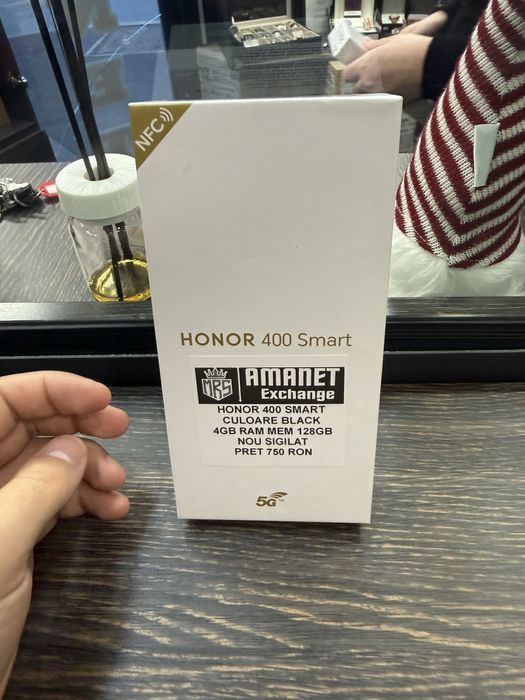 NFC
HONOR 400 Smart
MRS AMANET
Exchange
HONOR 400 SMART
CULOARE BLACK
4GB RAM MEM 128GB
NOU SIGILAT
PRET 750 RON
5G™